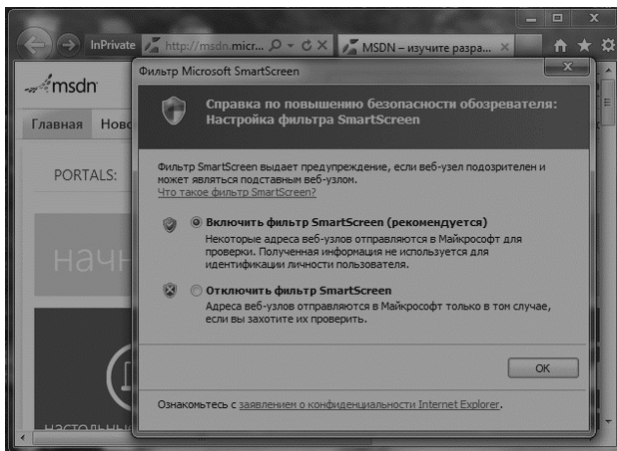 InPrivate http://msdn.micr... MSDN – изучите разра...
Фильтр Microsoft SmartScreen
msdn
Справка по повышению безопасности обозревателя:
Настройка фильтра SmartScreen
Главная Ново
Фильтр SmartScreen выдает предупреждение, если веб-узел подозрителен и
может являться подставным веб-узлом.
PORTALS:
Что такое фильтр SmartScreen?
Включить фильтр SmartScreen (рекомендуется)
Некоторые адреса веб-узлов отправляются в Майкрософт для
проверки. Полученная информация не используется для
идентификации личности пользователя.
нач
Отключить фильтр SmartScreen
Адреса веб-узлов отправляются в Майкрософт только в том случае,
если вы захотите их проверить.
OK
Ознакомьтесь с заявлением о конфиденциальности Internet Explorer.
настольны